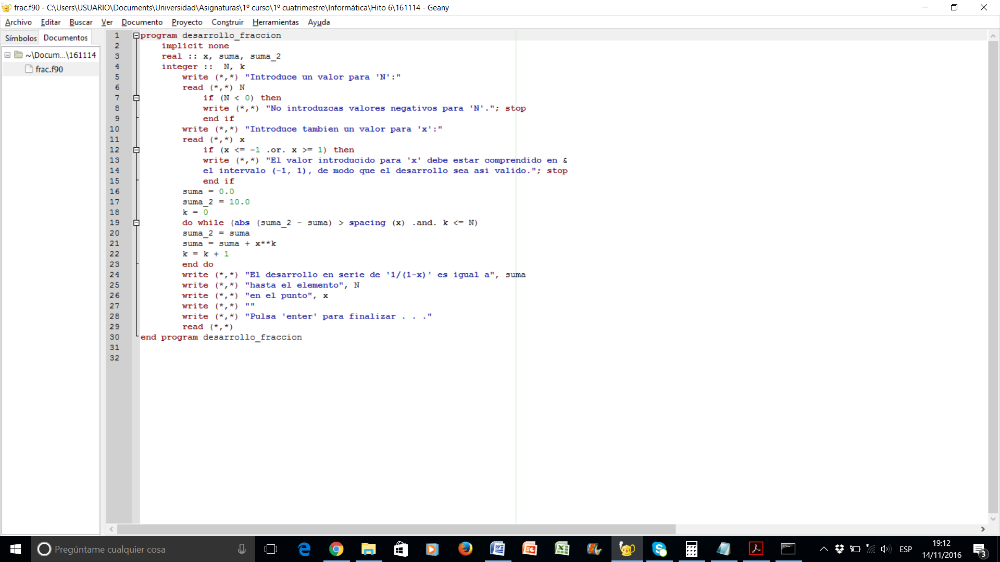 frac.f90 - C:\Users\USUARIO\Documents\Universidad\Asignaturas\1º curso\1º cuatrimestre\Informática\Hito 6\161114 - Geany
Archivo Editar Buscar Ver Documento Proyecto Construir Herramientas Ayuda
Símbolos Documentos
~\Docum...\161114
frac.f90
1 program desarrollo_fraccion
2 implicit none
3 real :: x, suma, suma_2
4 integer :: N, k
5 write (*,*) "Introduce un valor para 'N':"
6 read (*,*) N
7 if (N < 0) then
8 write (*,*) "No introduzcas valores negativos para 'N'."; stop
9 end if
10 write (*,*) "Introduce tambien un valor para 'x':"
11 read (*,*) x
12 if (x <= -1 .or. x >= 1) then
13 write (*,*) "El valor introducido para 'x' debe estar comprendido en &
14 el intervalo (-1, 1), de modo que el desarrollo sea asi valido."; stop
15 end if
16 suma = 0.0
17 suma_2 = 10.0
18 k = 0
19 do while (abs (suma_2 - suma) > spacing (x) .and. k <= N)
20 suma_2 = suma
21 suma = suma + x**k
22 k = k + 1
23 end do
24 write (*,*) "El desarrollo en serie de '1/(1-x)' es igual a", suma
25 write (*,*) "hasta el elemento", N
26 write (*,*) "en el punto", x
27 write (*,*) ""
28 write (*,*) "Pulsa 'enter' para finalizar . . ."
29 read (*,*)
30 end program desarrollo_fraccion
31
32
Pregúntame cualquier cosa
ESP
19:12
14/11/2016
3